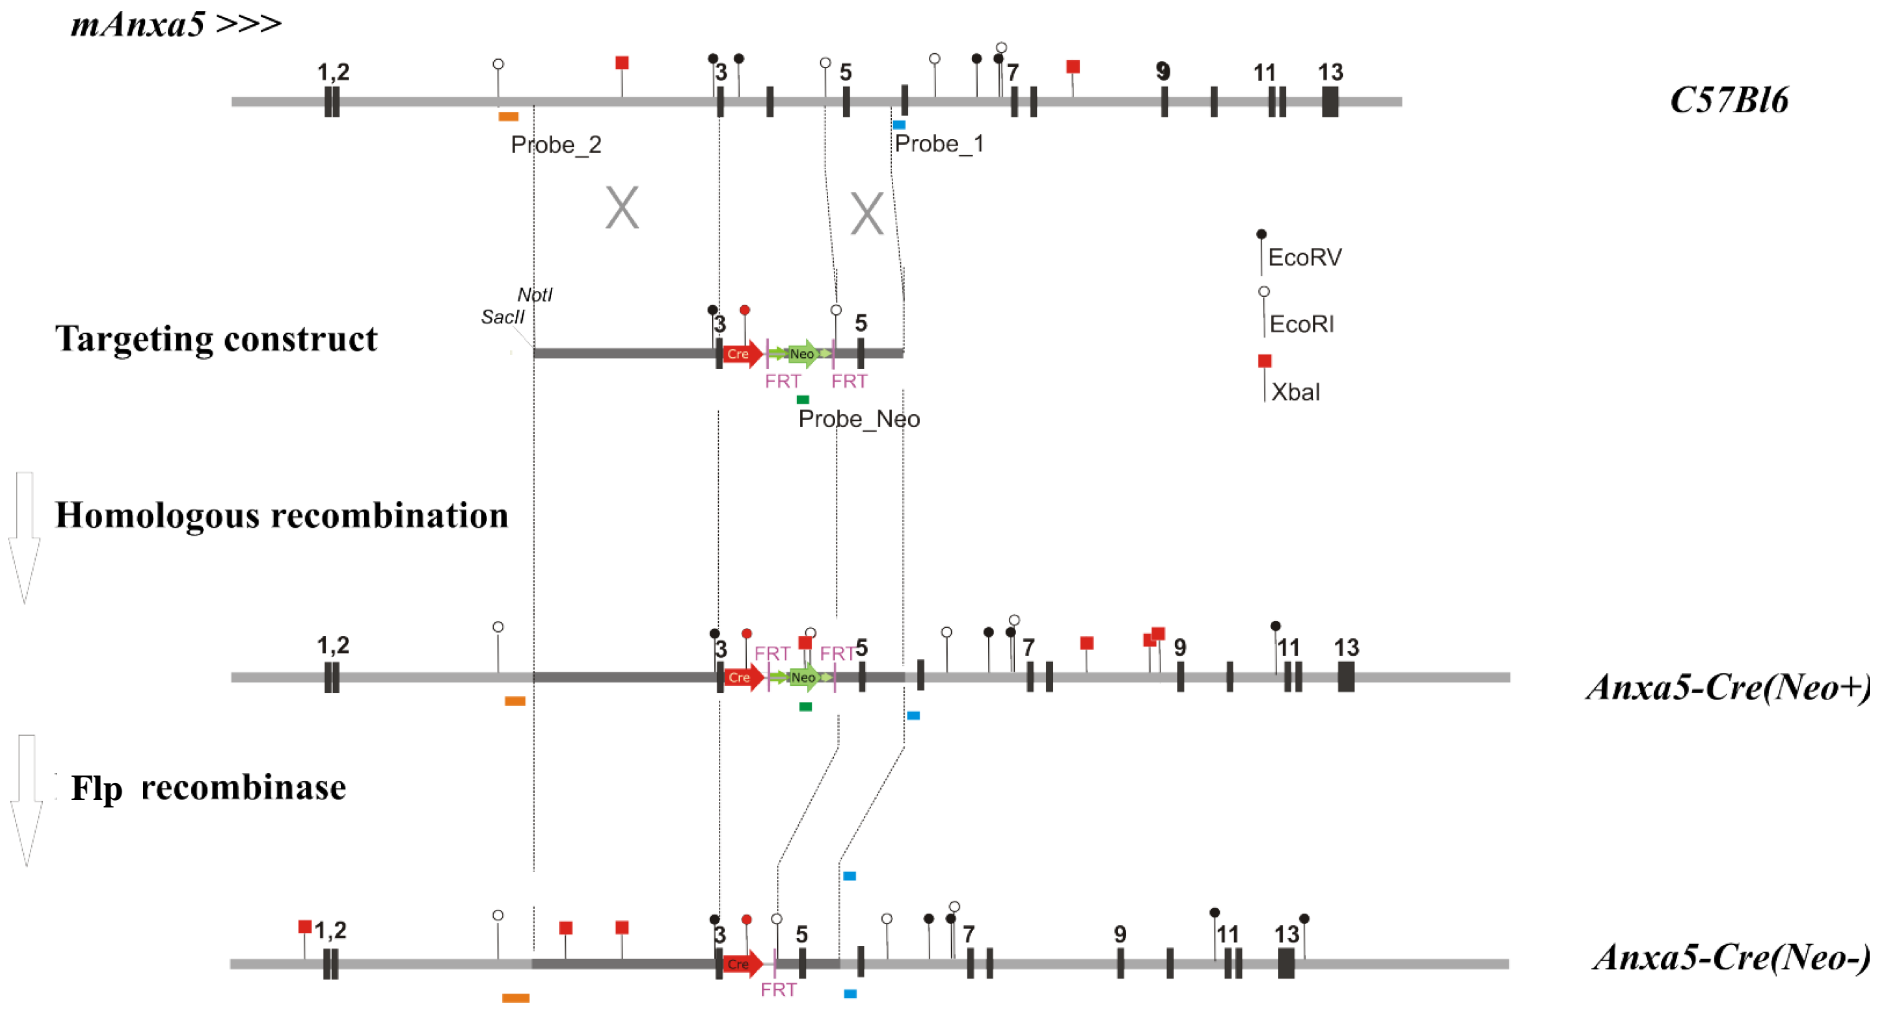 mAnxa5 >>>
1,2 3 5 7 9 11 13
C57Bl6
Probe_2 Probe_1
EcoRV
NotI
SacII
EcoRI
Targeting construct
3 5
Cre Neo
FRT FRT
XbaI
Probe_Neo
Homologous recombination
1,2 3 FRT FRT 5 7 9 11 13
Cre Neo
Anxa5-Cre(Neo+)
Flp recombinase
1,2 3 5 7 9 11 13
Cre
Anxa5-Cre(Neo-)
FRT